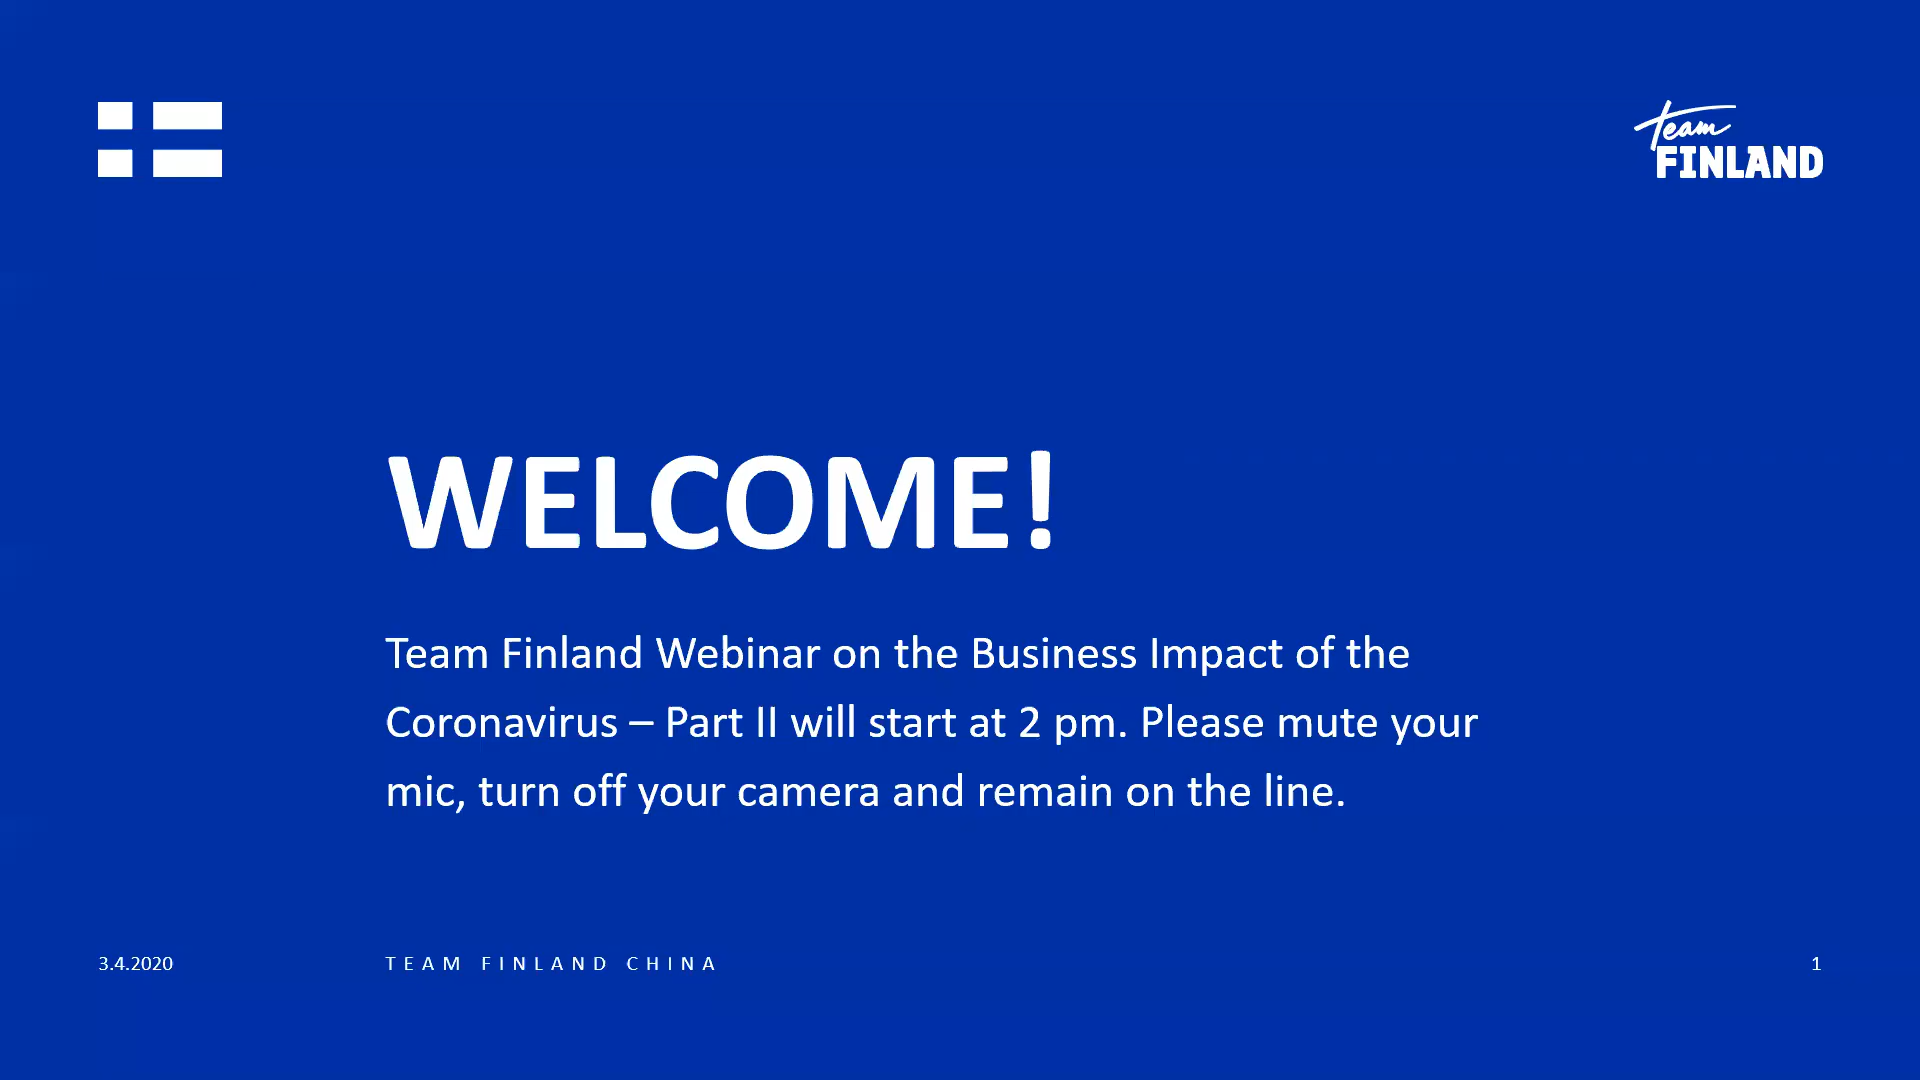 Team
FINLAND
WELCOME!
Team Finland Webinar on the Business Impact of the
Coronavirus – Part II will start at 2 pm. Please mute your
mic, turn off your camera and remain on the line.
3.4.2020
TEAM FINLAND CHINA
1